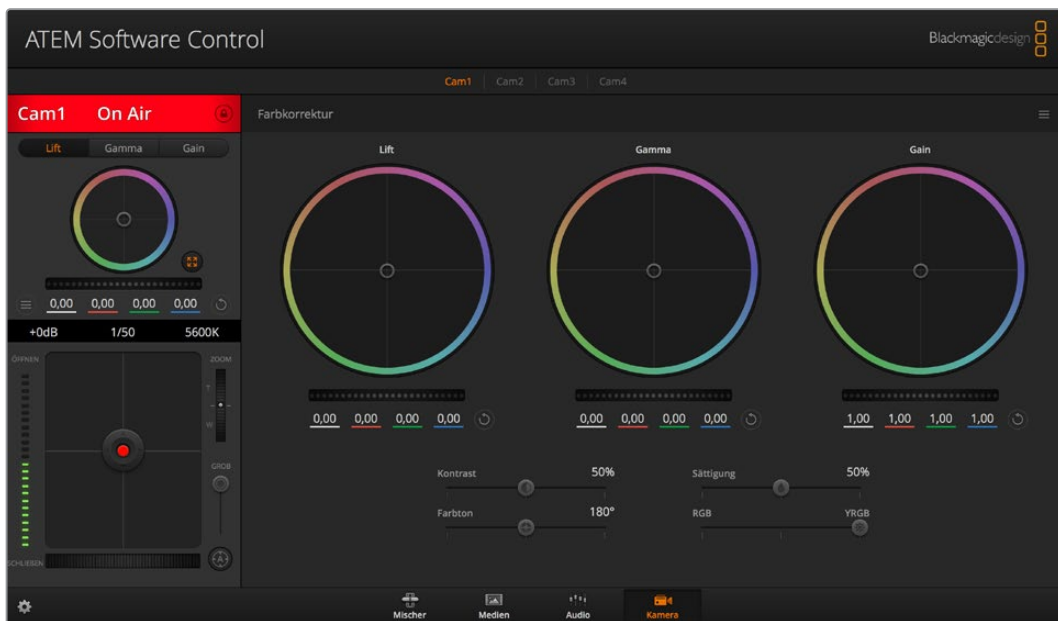 ATEM Software Control
Blackmagicdesign
Cam1 Cam2 Cam3 Cam4
Cam1 On Air
Farbkorrektur
Lift Gamma Gain
Lift Gamma Gain
0,00 0,00 0,00 0,00
+0dB 1/50 5600K
ÖFFNEN
ZOOM
T
W
GROB
A
SCHLIEßEN
0,00 0,00 0,00 0,00
0,00 0,00 0,00 0,00
1,00 1,00 1,00 1,00
Kontrast 50%
Sättigung 50%
Farbton 180°
RGB YRGB
Mischer Medien Audio Kamera